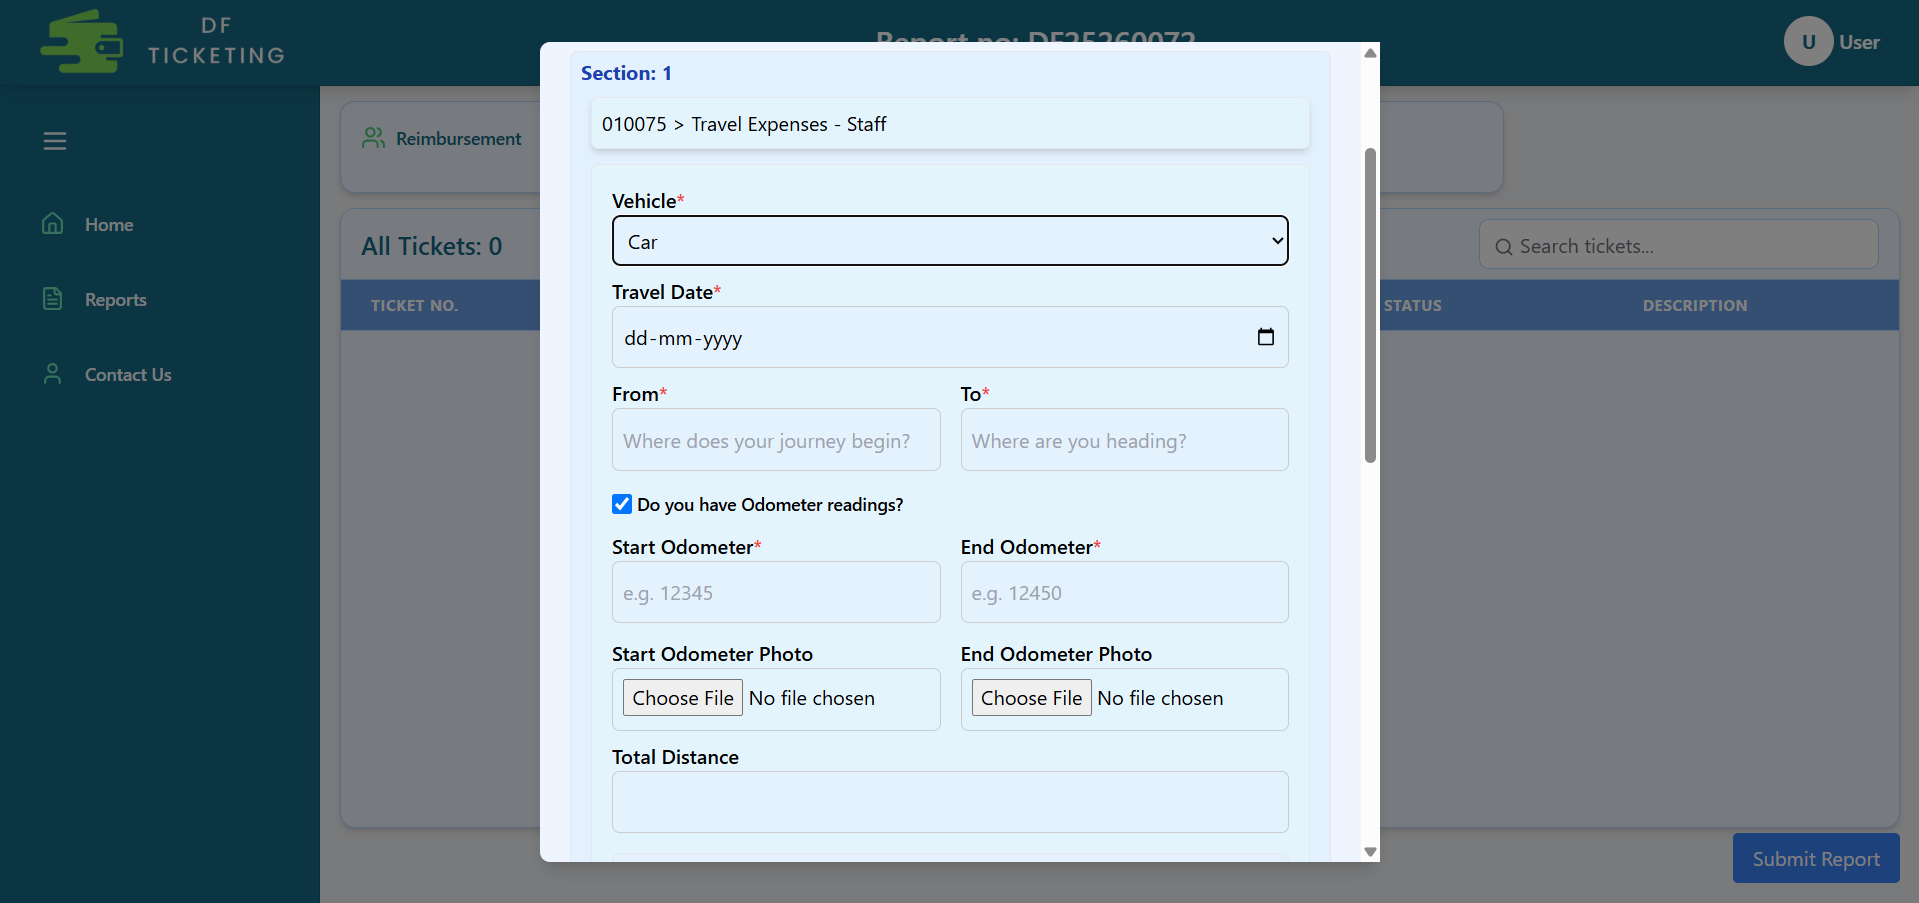 DF
TICKETING
Report no: DF25260072
U User
Home
Reports
Contact Us
Reimbursement
All Tickets: 0
Search tickets...
TICKET NO.
STATUS
DESCRIPTION
Section: 1
010075 > Travel Expenses - Staff
Vehicle*
Car
Travel Date*
dd-mm-yyyy
From* To*
Where does your journey begin? Where are you heading?
Do you have Odometer readings?
Start Odometer* End Odometer*
e.g. 12345 e.g. 12450
Start Odometer Photo End Odometer Photo
Choose File No file chosen Choose File No file chosen
Total Distance
Submit Report